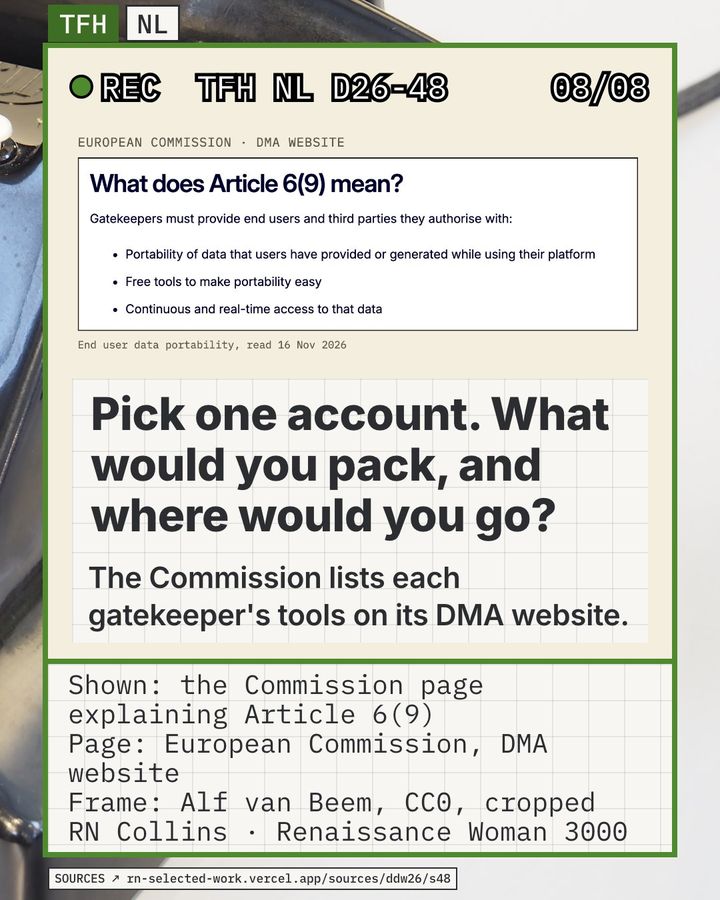 TFH NL
REC TFH NL D26-48 08/08
EUROPEAN COMMISSION · DMA WEBSITE
What does Article 6(9) mean?
Gatekeepers must provide end users and third parties they authorise with:
• Portability of data that users have provided or generated while using their platform
• Free tools to make portability easy
• Continuous and real-time access to that data
End user data portability, read 16 Nov 2026
Pick one account. What
would you pack, and
where would you go?
The Commission lists each
gatekeeper's tools on its DMA website.
Shown: the Commission page
explaining Article 6(9)
Page: European Commission, DMA
website
Frame: Alf van Beem, CC0, cropped
RN Collins · Renaissance Woman 3000
SOURCES ↗ rn-selected-work.vercel.app/sources/ddw26/s48